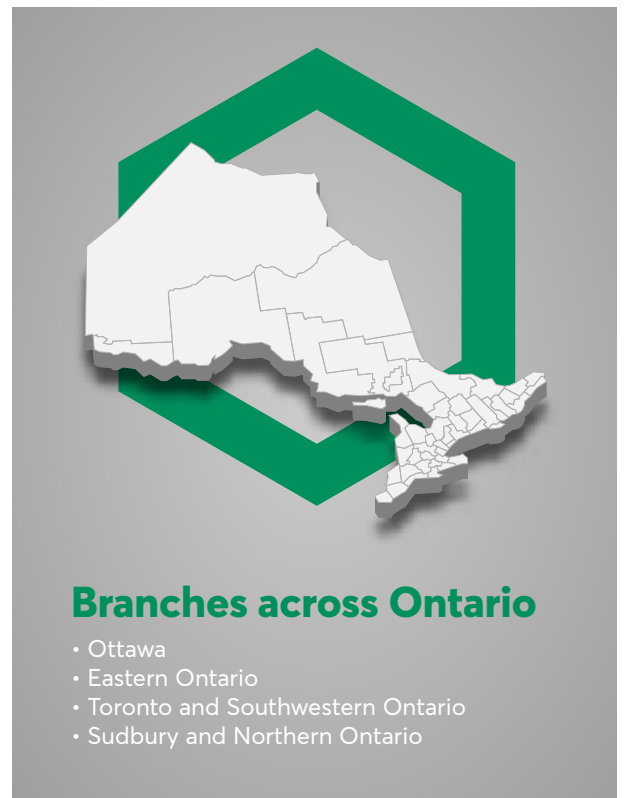 Branches across Ontario
• Ottawa
• Eastern Ontario
• Toronto and Southwestern Ontario
• Sudbury and Northern Ontario